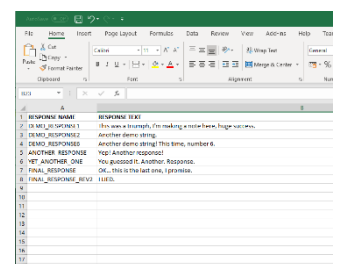 AutoSave
File Home Insert Page Layout Formulas Data Review View Add-ins Help
Paste
Cut
Copy
Format Painter
Calibri 11 A A
B I U A
Wrap Text
Merge & Center
General
$ %
Clipboard Font Alignment
fx
A B
1 RESPONSE NAME RESPONSE TEXT
2 DEMO_RESPONSE1 This was a triumph, I'm making a note here, huge success.
3 DEMO_RESPONSE2 Another demo string.
4 DEMO_RESPONSE6 Another demo string! This time, number 6.
5 ANOTHER_RESPONSE Yep! Another response!
6 YET_ANOTHER_ONE You guessed it. Another. Response.
7 FINAL_RESPONSE OK... this is the last one, I promise.
8 FINAL_RESPONSE_REV2 I LIED.
9
10
11
12
13
14
15
16
17